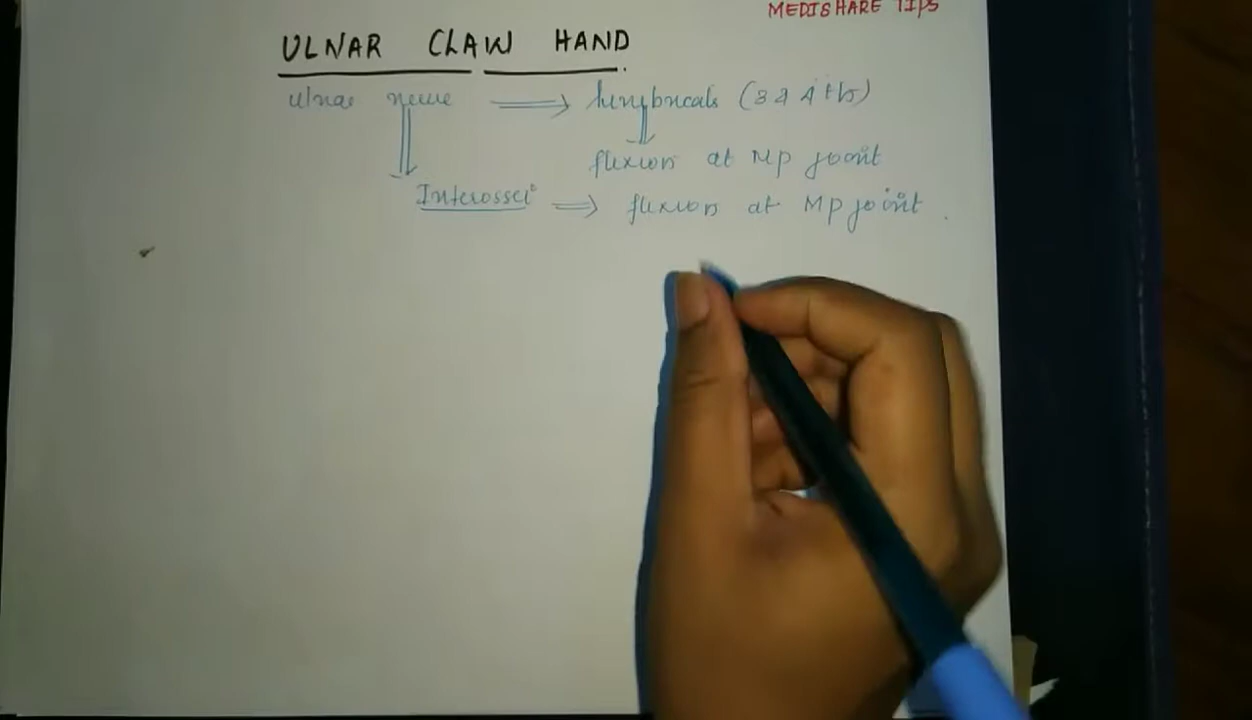 MEDISHARE TIPS
ULNAR CLAW HAND.
ulnar nerve ⟹ lumbricals (3 & 4th)
flexion at MP joint
Interossei ⟹ flexion at MP joint.